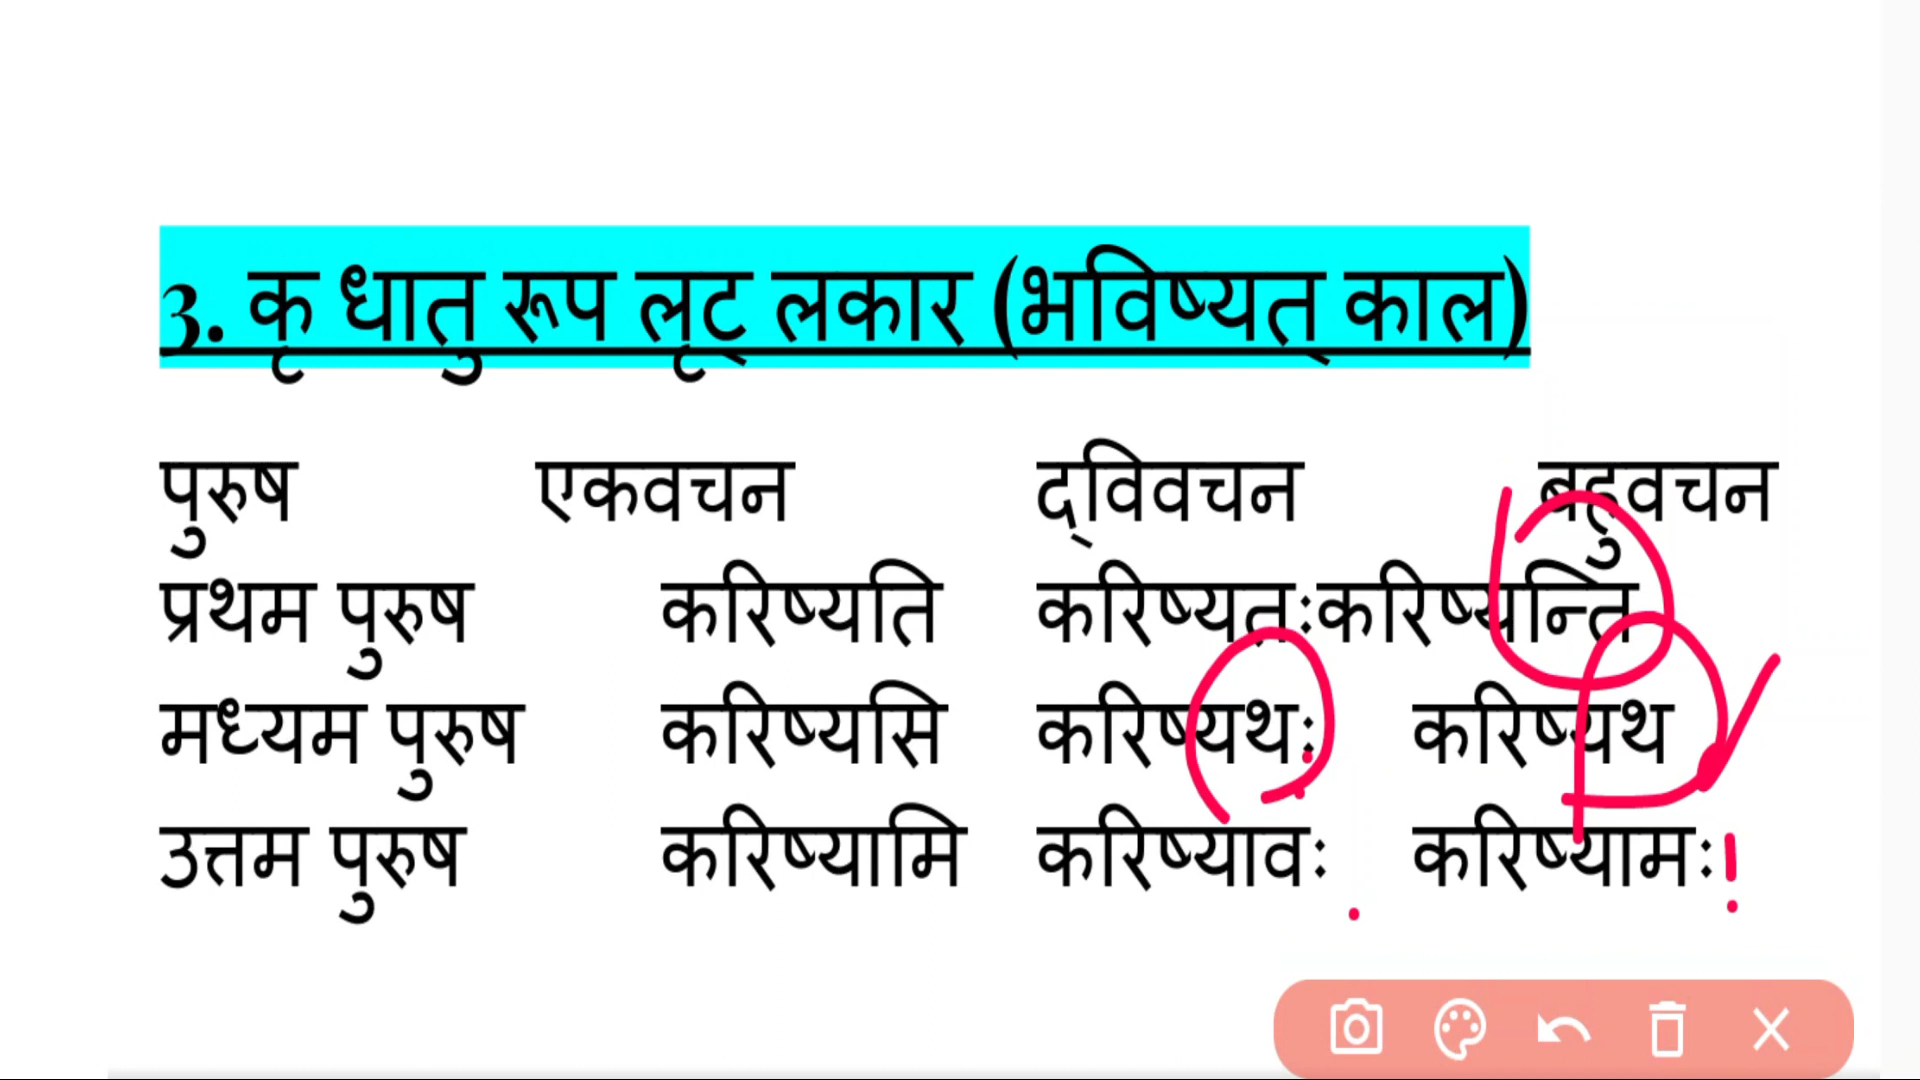 3. कृ धातु रूप लृट् लकार (भविष्यत् काल)
पुरुष एकवचन द्विवचन बहुवचन
प्रथम पुरुष करिष्यति करिष्यतः करिष्यन्ति
मध्यम पुरुष करिष्यसि करिष्यथः करिष्यथ
उत्तम पुरुष करिष्यामि करिष्यावः करिष्यामः